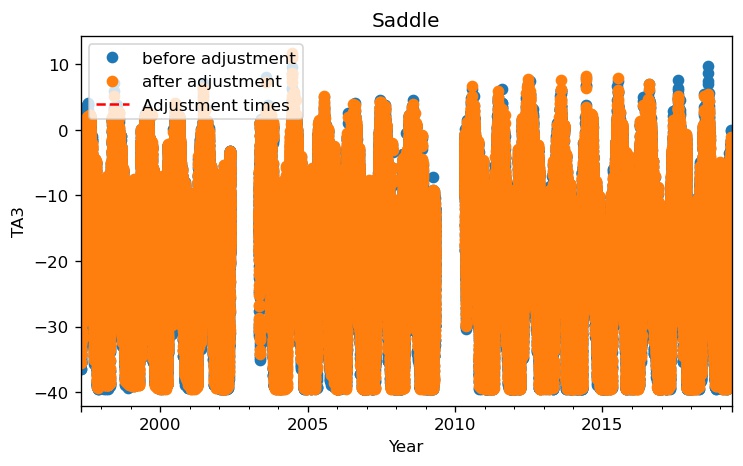 Saddle
before adjustment
after adjustment
Adjustment times
10
0
−10
−20
−30
−40
TA3
2000
2005
2010
2015
Year